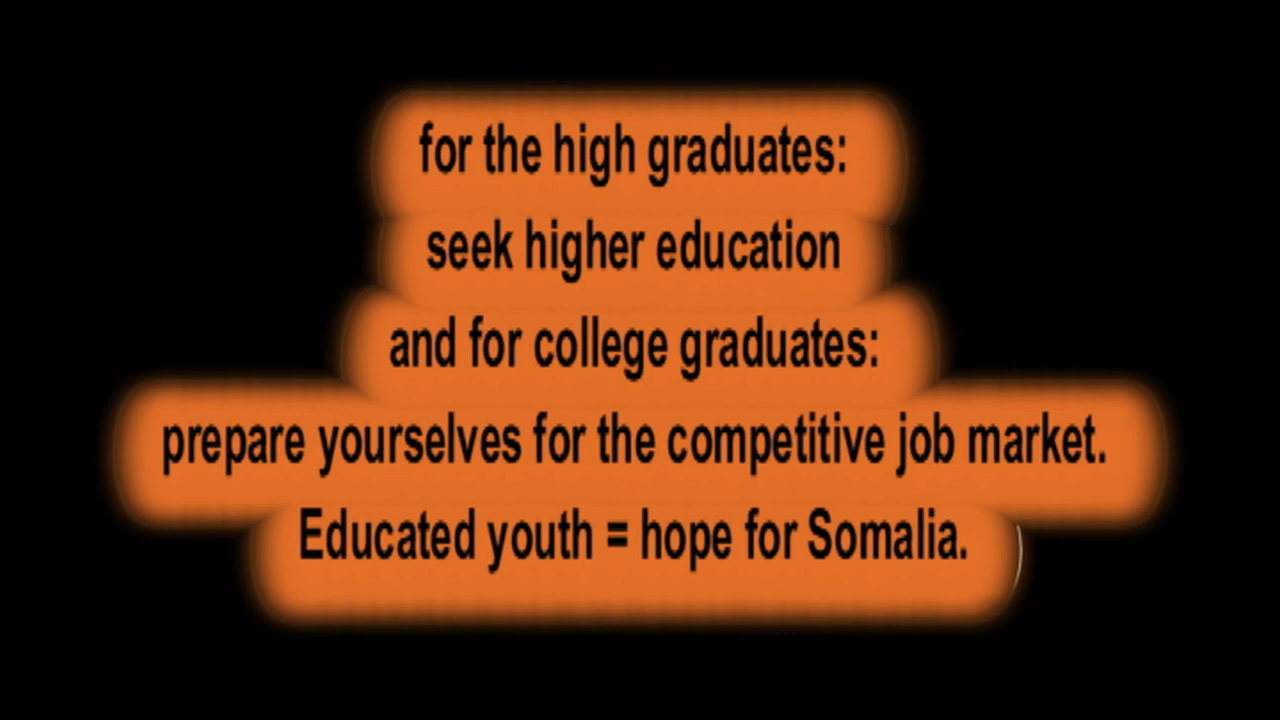 for the high graduates:
seek higher education
and for college graduates:
prepare yourselves for the competitive job market.
Educated youth = hope for Somalia.